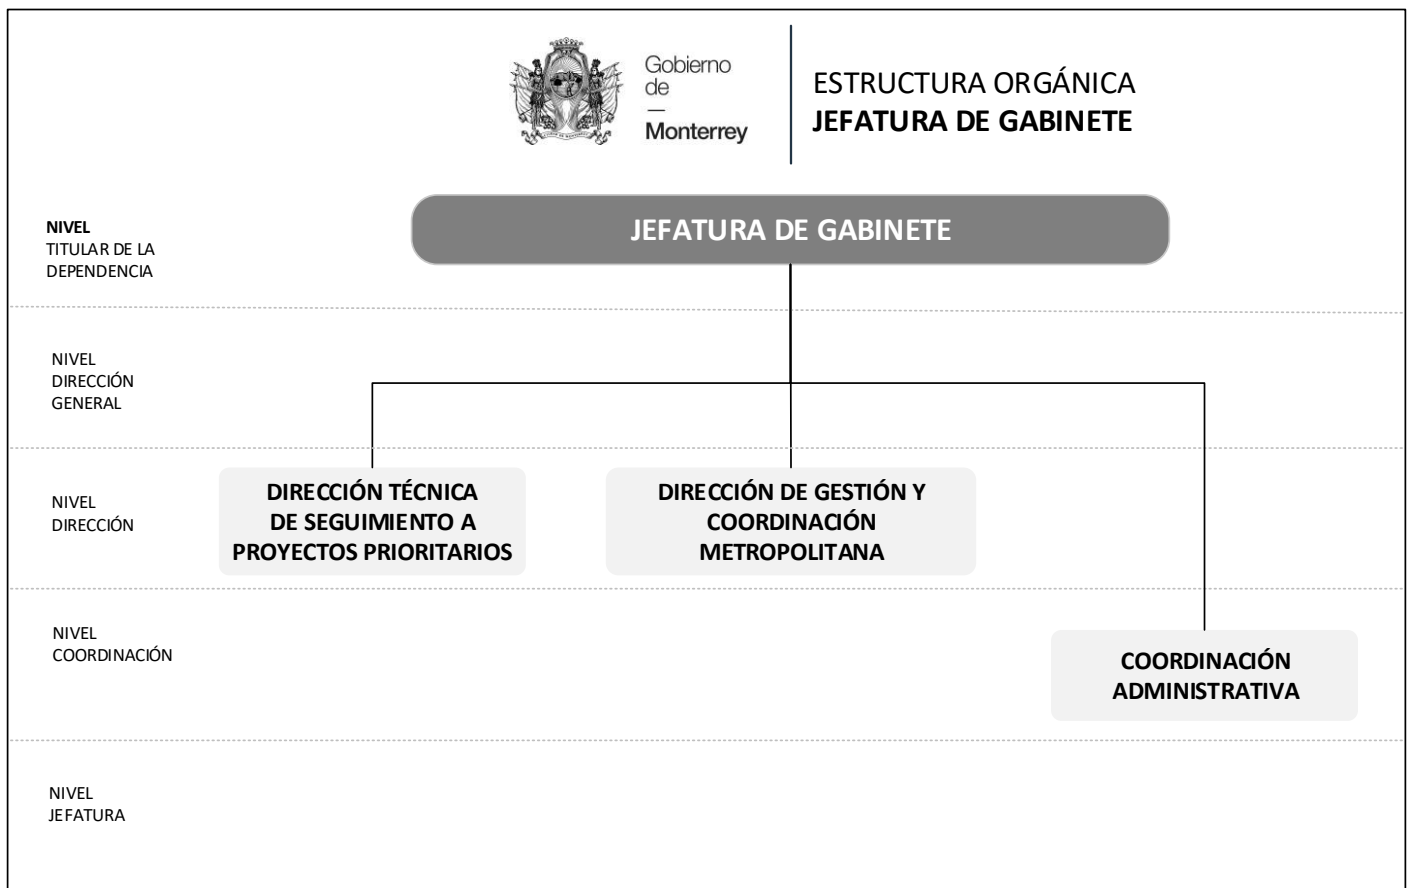 Gobierno
de
—
Monterrey
ESTRUCTURA ORGÁNICA
JEFATURA DE GABINETE
NIVEL
TITULAR DE LA
DEPENDENCIA
JEFATURA DE GABINETE
NIVEL
DIRECCIÓN
GENERAL
NIVEL
DIRECCIÓN
DIRECCIÓN TÉCNICA
DE SEGUIMIENTO A
PROYECTOS PRIORITARIOS
DIRECCIÓN DE GESTIÓN Y
COORDINACIÓN
METROPOLITANA
NIVEL
COORDINACIÓN
COORDINACIÓN
ADMINISTRATIVA
NIVEL
JEFATURA